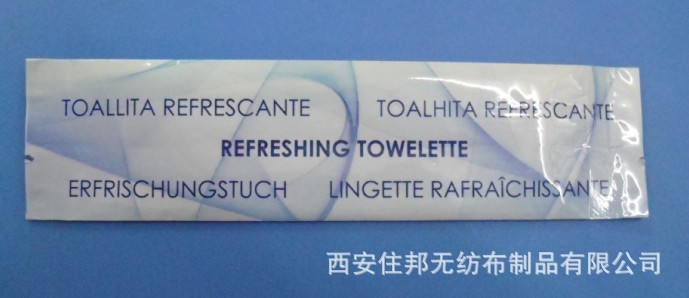 TOALLITA REFRESCANTE TOALHITA REFRESCANTE
REFRESHING TOWELETTE
ERFRISCHUNGSTUCH LINGETTE RAFRAÎCHISSANTE
西安住邦无纺布制品有限公司